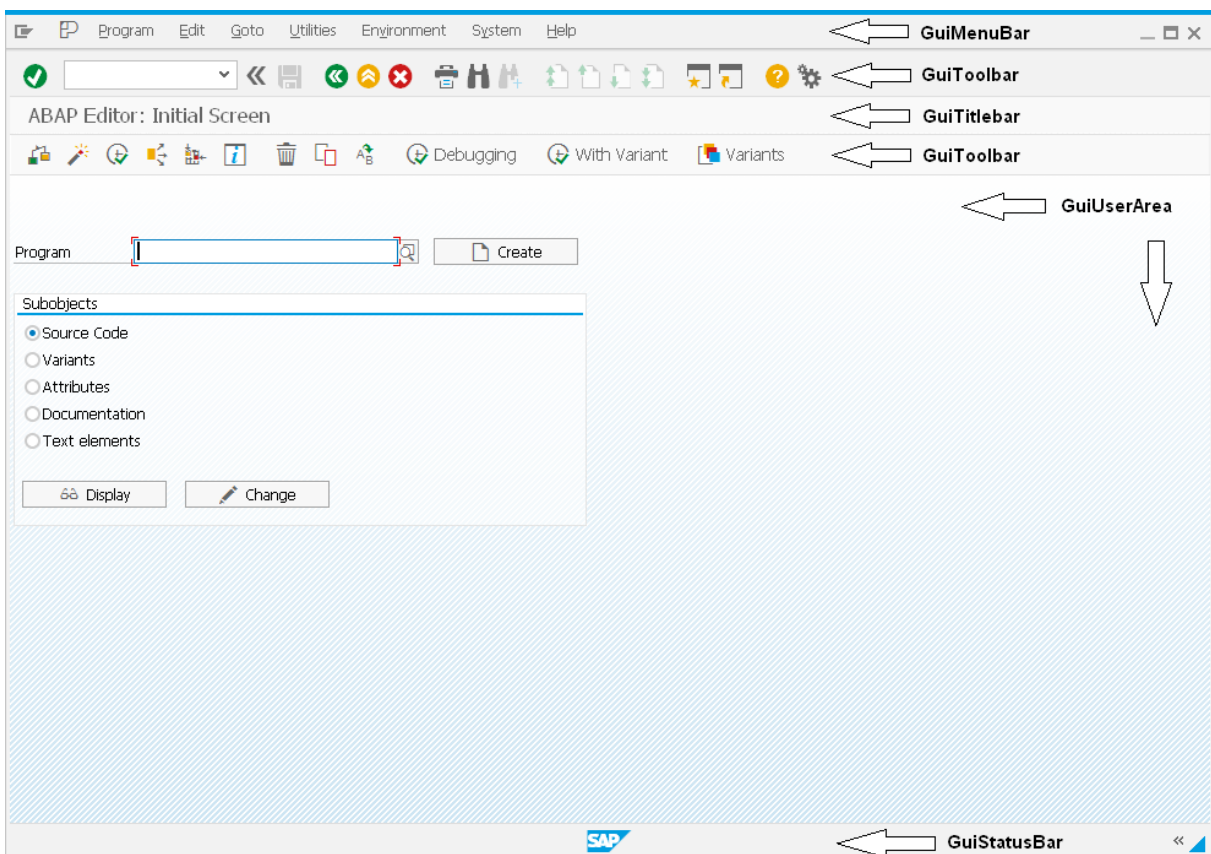 Program Edit Goto Utilities Environment System Help GuiMenuBar
GuiToolbar
ABAP Editor: Initial Screen GuiTitlebar
Debugging With Variant Variants GuiToolbar
GuiUserArea
Program Create
Subobjects
Source Code
Variants
Attributes
Documentation
Text elements
Display Change
SAP GuiStatusBar